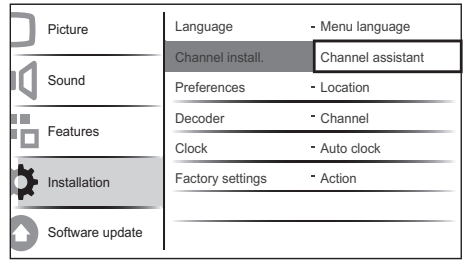 Picture
Sound
Features
Installation
Software update
Language - Menu language
Channel install. Channel assistant
Preferences - Location
Decoder - Channel
Clock - Auto clock
Factory settings - Action